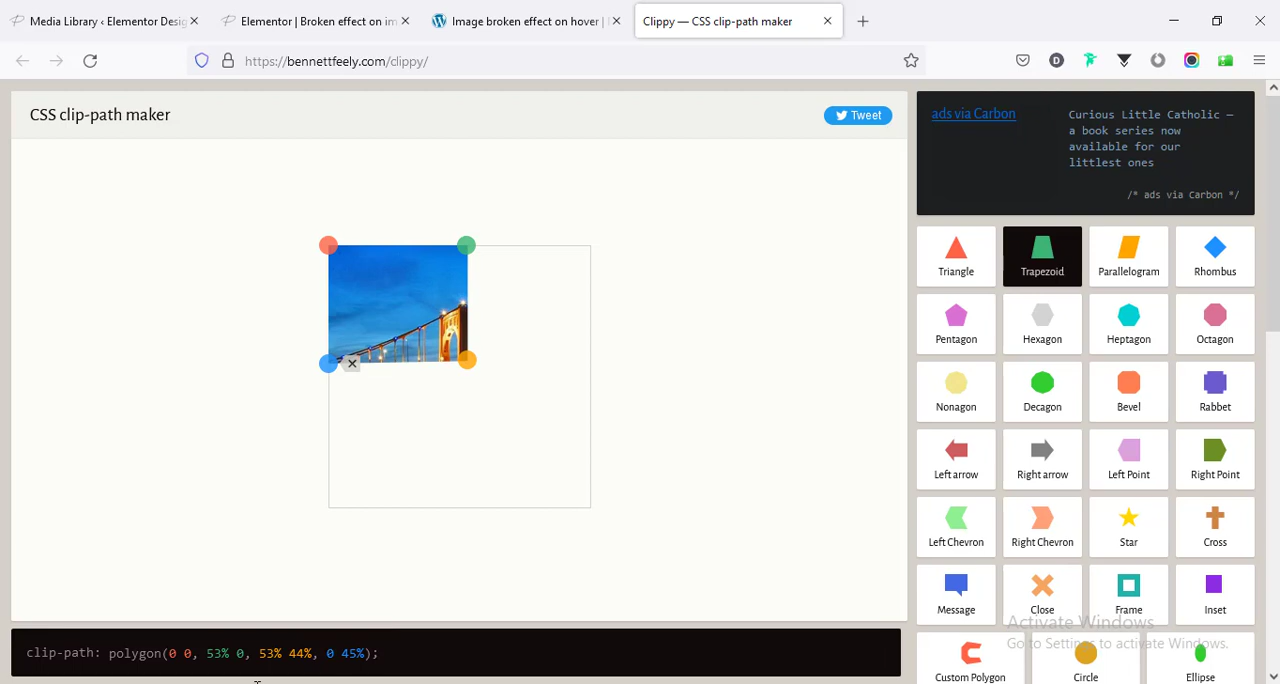 Media Library ‹ Elementor Desig
Elementor | Broken effect on im
Image broken effect on hover |
Clippy — CSS clip-path maker
https://bennettfeely.com/clippy/
D
CSS clip-path maker
Tweet
ads via Carbon
Curious Little Catholic —
a book series now
available for our
littlest ones
/* ads via Carbon */
Triangle
Trapezoid
Parallelogram
Rhombus
Pentagon
Hexagon
Heptagon
Octagon
Nonagon
Decagon
Bevel
Rabbet
Left arrow
Right arrow
Left Point
Right Point
Left Chevron
Right Chevron
Star
Cross
Message
Close
Frame
Inset
Activate Windows
Go to Settings to activate Windows.
Custom Polygon
Circle
Ellipse
clip-path: polygon(0 0, 53% 0, 53% 44%, 0 45%);